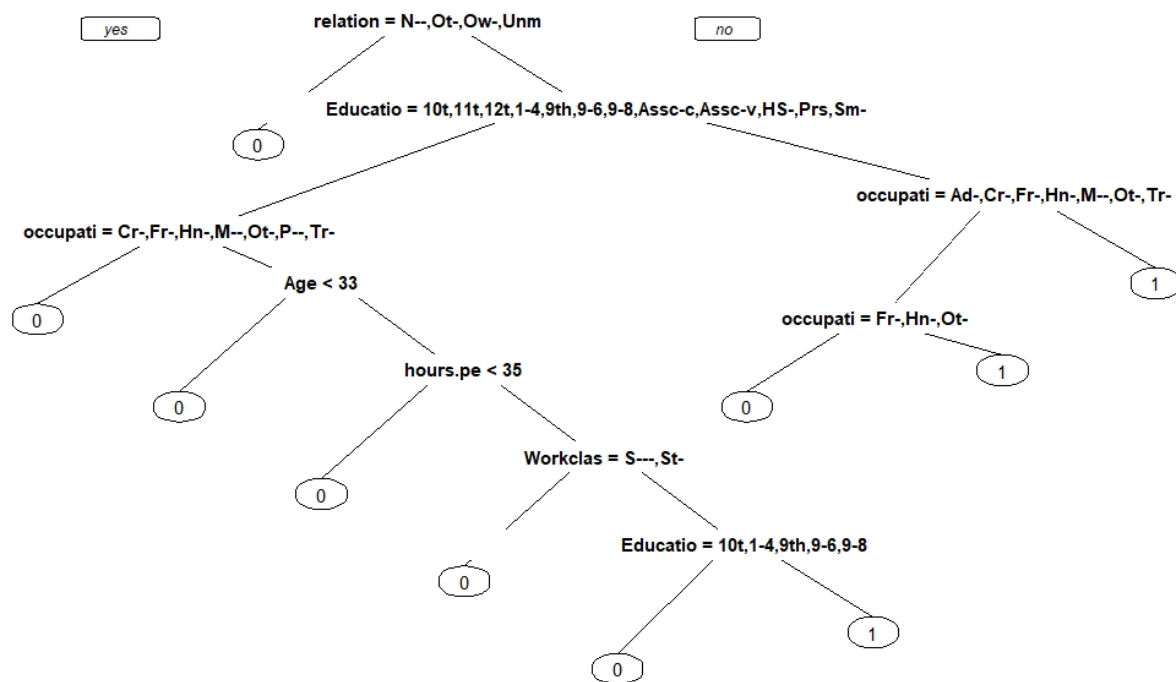 yes
relation = N--,Ot-,Ow-,Unm
no
Educatio = 10t,11t,12t,1-4,9th,9-6,9-8,Assc-c,Assc-v,HS-,Prs,Sm-
0
occupati = Ad-,Cr-,Fr-,Hn-,M--,Ot-,Tr-
occupati = Cr-,Fr-,Hn-,M--,Ot-,P--,Tr-
Age < 33
1
0
occupati = Fr-,Hn-,Ot-
hours.pe < 35
1
0
0
Workclas = S---,St-
0
Educatio = 10t,1-4,9th,9-6,9-8
0
1
0